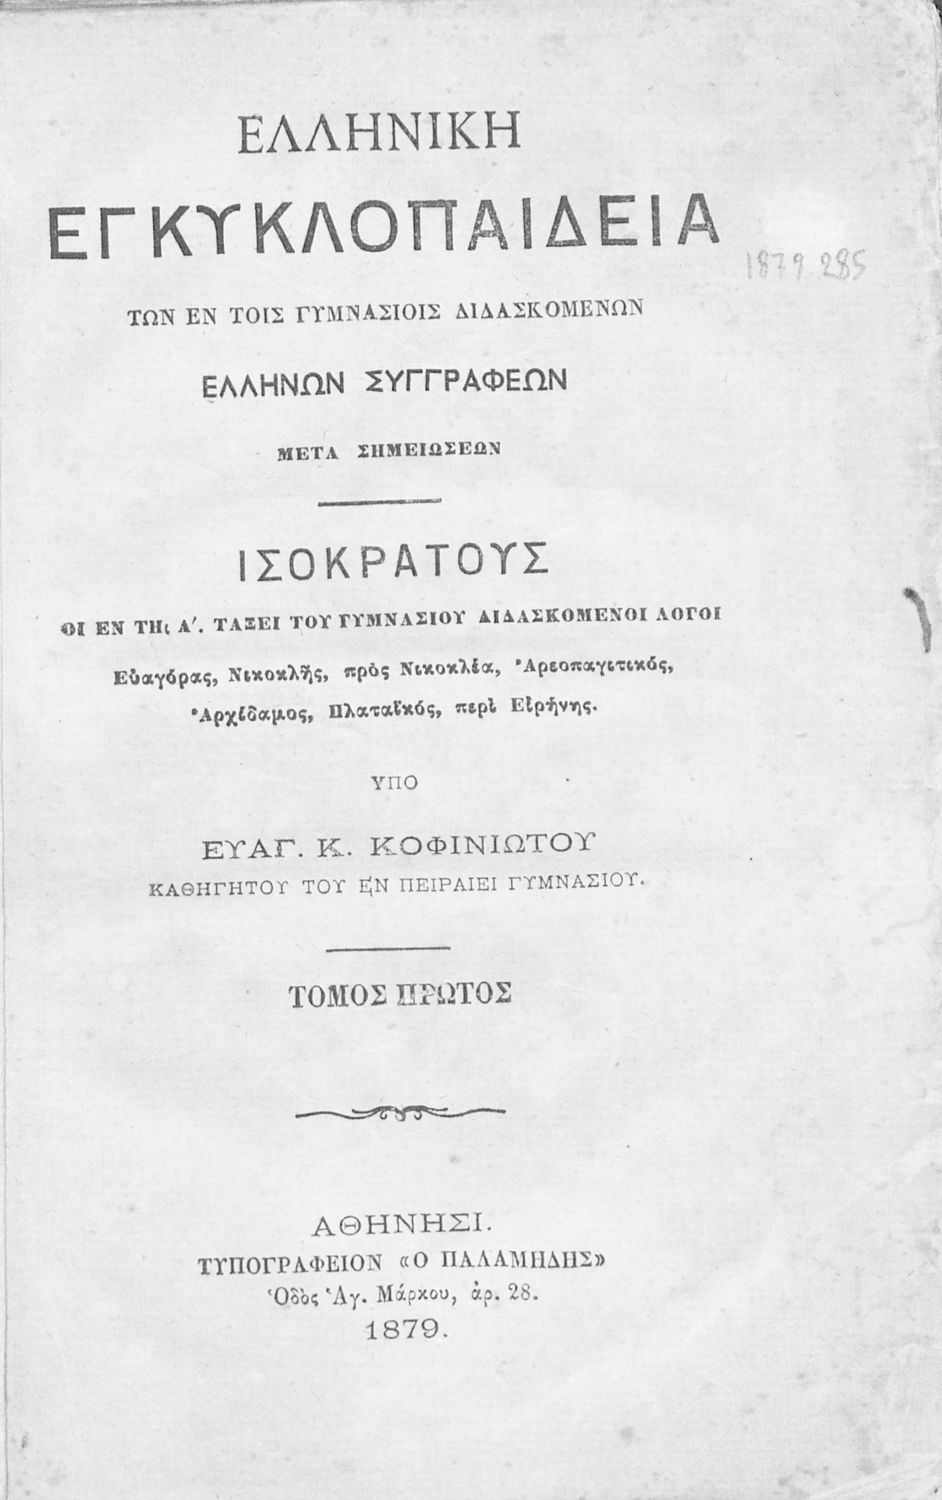 ΕΛΛΗΝΙΚΗ
ΕΓΚΥΚΛΟΠΑΙΔΕΙΑ
1879 285
ΤΩΝ ΕΝ ΤΟΙΣ ΓΥΜΝΑΣΙΟΙΣ ΔΙΔΑΣΚΟΜΕΝΩΝ
ΕΛΛΗΝΩΝ ΣΥΓΓΡΑΦΕΩΝ
ΜΕΤΑ ΣΗΜΕΙΩΣΕΩΝ
ΙΣΟΚΡΑΤΟΥΣ
ΟΙ ΕΝ ΤΗι Α΄. ΤΑΞΕΙ ΤΟΥ ΓΥΜΝΑΣΙΟΥ ΔΙΔΑΣΚΟΜΕΝΟΙ ΛΟΓΟΙ
Εὐαγόρας, Νικοκλῆς, πρὸς Νικοκλέα, Ἀρεοπαγιτικός,
Ἀρχίδαμος, Πλαταϊκός, περὶ Εἰρήνης.
ΥΠΟ
ΕΥΑΓ. Κ. ΚΟΦΙΝΙΩΤΟΥ
ΚΑΘΗΓΗΤΟΥ ΤΟΥ ἘΝ ΠΕΙΡΑΙΕΙ ΓΥΜΝΑΣΙΟΥ.
ΤΟΜΟΣ ΠΡΩΤΟΣ
ΑΘΗΝΗΣΙ.
ΤΥΠΟΓΡΑΦΕΙΟΝ «Ο ΠΑΛΑΜΗΔΗΣ»
Ὁδὸς Ἁγ. Μάρκου, ἀρ. 28.
1879.